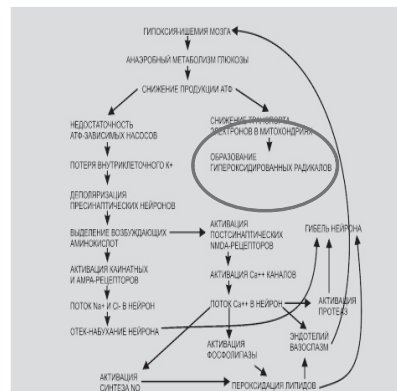 ГИПОКСИЯ-ИШЕМИЯ МОЗГА
АНАЭРОБНЫЙ МЕТАБОЛИЗМ ГЛЮКОЗЫ
СНИЖЕНИЕ ПРОДУКЦИИ АТФ
НЕДОСТАТОЧНОСТЬ
АТФ-ЗАВИСИМЫХ НАСОСОВ
СНИЖЕНИЕ ТРАНСПОРТА
ЭЛЕКТРОНОВ В МИТОХОНДРИЯХ
ОБРАЗОВАНИЕ
ГИПЕРОКСИДИРОВАННЫХ РАДИКАЛОВ
ПОТЕРЯ ВНУТРИКЛЕТОЧНОГО К+
ДЕПОЛЯРИЗАЦИЯ
ПРЕСИНАПТИЧЕСКИХ НЕЙРОНОВ
ВЫДЕЛЕНИЕ ВОЗБУЖДАЮЩИХ
АМИНОКИСЛОТ
АКТИВАЦИЯ
ПОСТСИНАПТИЧЕСКИХ
NMDA-РЕЦЕПТОРОВ
ГИБЕЛЬ НЕЙРОНА
АКТИВАЦИЯ КАИНАТНЫХ
И АМРА-РЕЦЕПТОРОВ
АКТИВАЦИЯ Са++ КАНАЛОВ
ПОТОК Na+ И Cl- В НЕЙРОН
ПОТОК Са++ В НЕЙРОН
АКТИВАЦИЯ
ПРОТЕАЗ
ОТЕК-НАБУХАНИЕ НЕЙРОНА
АКТИВАЦИЯ
ФОСФОЛИПАЗЫ
ЭНДОТЕЛИЙ
ВАЗОСПАЗМ
АКТИВАЦИЯ
СИНТЕЗА NO
ПЕРОКСИДАЦИЯ ЛИПИДОВ